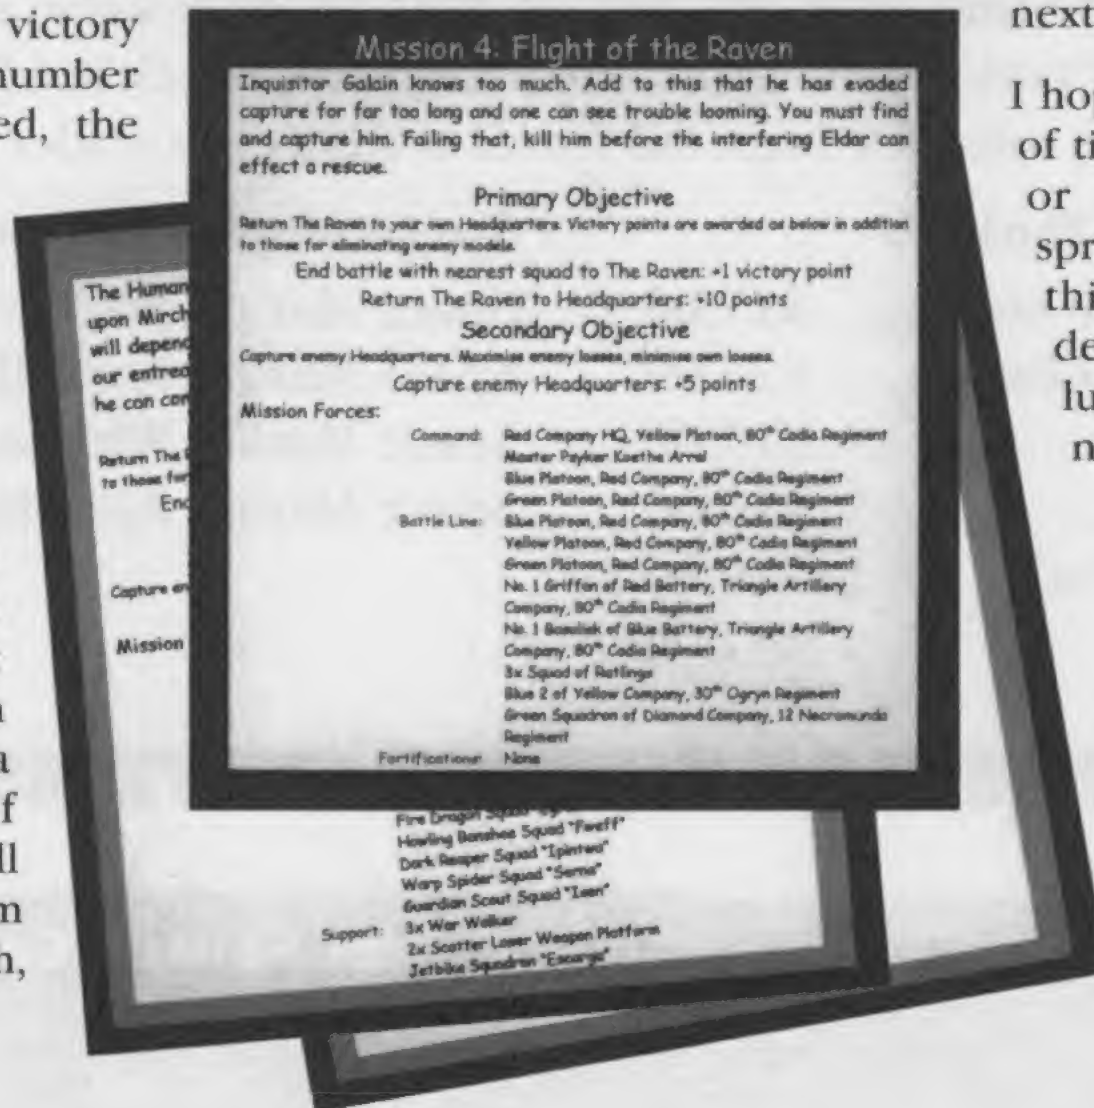 victory
number
ed, the
next
I hop
of ti
or
spr
thi
de
lu
n
a
f
ll
m
n,
Mission 4: Flight of the Raven
Inquisitor Galain knows too much. Add to this that he has evaded
capture for far too long and one can see trouble looming. You must find
and capture him. Failing that, kill him before the interfering Eldar can
effect a rescue.
Primary Objective
Return The Raven to your own Headquarters. Victory points are awarded as below in addition
to those for eliminating enemy models.
End battle with nearest squad to The Raven: +1 victory point
Return The Raven to Headquarters: +10 points
Secondary Objective
Capture enemy Headquarters. Maximise enemy losses, minimise own losses.
Capture enemy Headquarters: +5 points
Mission Forces:
Command: Red Company HQ, Yellow Platoon, 80th Cadia Regiment
Master Psyker Kaethe
Blue Platoon, Red Company, 80th Cadia Regiment
Green Platoon, Red Company, 80th Cadia Regiment
Battle Line: Blue Platoon, Red Company, 80th Cadia Regiment
Yellow Platoon, Red Company, 80th Cadia Regiment
Green Platoon, Red Company, 80th Cadia Regiment
No. 1 Griffon of Red Battery, Triangle Artillery
Company, 80th Cadia Regiment
No. 1 Basilisk of Blue Battery, Triangle Artillery
Company, 80th Cadia Regiment
3x Squad of Ratlings
Blue 2 of Yellow Company, 30th Ogryn Regiment
Green Squadron of Diamond Company, 12 Necromunda
Regiment
Fortifications: None
The Human
upon Mirch
will depend
our entrea
he can con
Return The R
to those for
End
Capture en
Mission
Fire Dragon Squad
Howling Banshee Squad "Fweff"
Dark Reaper Squad
Warp Spider Squad
Guardian Scout Squad
Support: 3x War Walker
2x Scatter Laser Weapon Platform
Jetbike Squadron